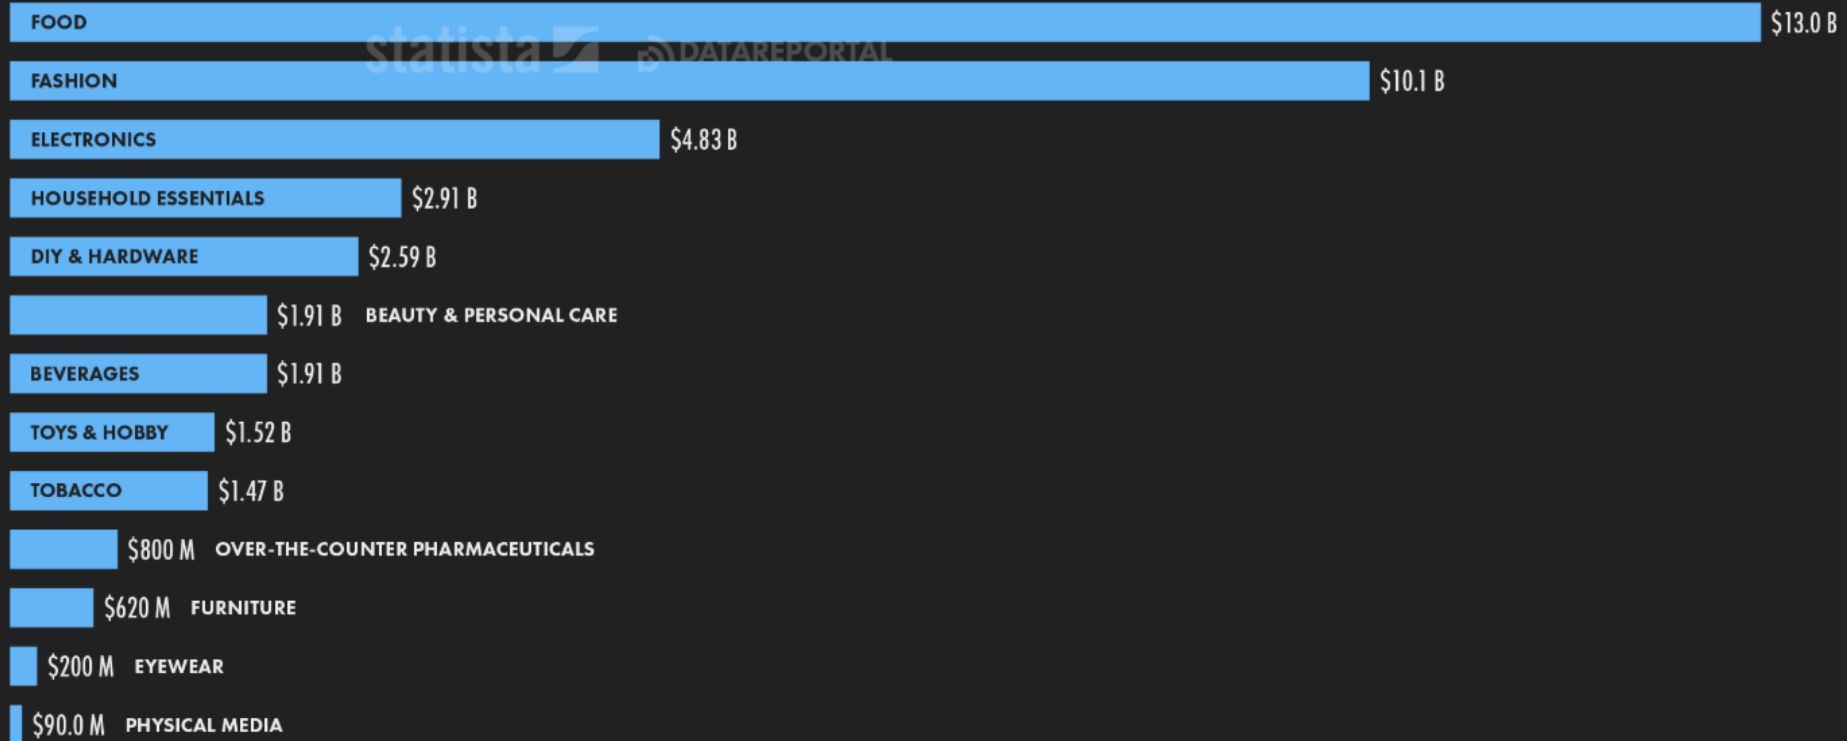 FOOD $13.0 B
statista DATAREPORTAL
FASHION $10.1 B
ELECTRONICS $4.83 B
HOUSEHOLD ESSENTIALS $2.91 B
DIY & HARDWARE $2.59 B
$1.91 B BEAUTY & PERSONAL CARE
BEVERAGES $1.91 B
TOYS & HOBBY $1.52 B
TOBACCO $1.47 B
$800 M OVER-THE-COUNTER PHARMACEUTICALS
$620 M FURNITURE
$200 M EYEWEAR
$90.0 M PHYSICAL MEDIA